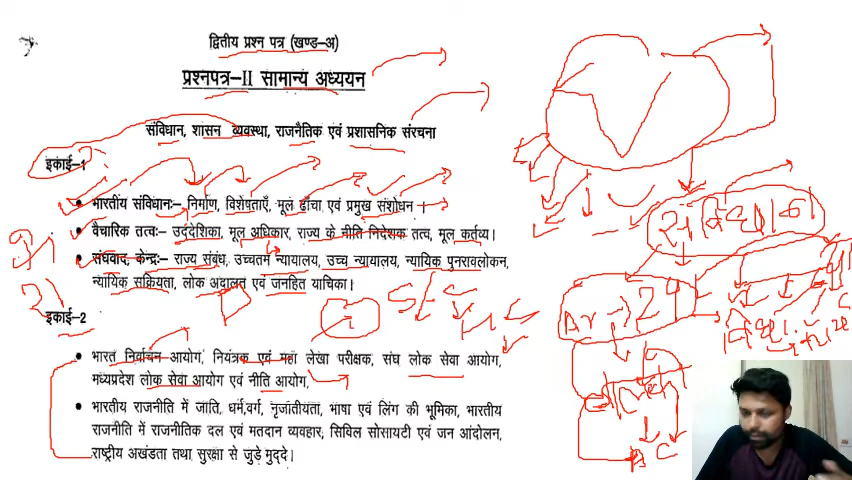 द्वितीय प्रश्न पत्र (खण्ड-अ)
प्रश्नपत्र-II सामान्य अध्ययन
संविधान, शासन व्यवस्था, राजनैतिक एवं प्रशासनिक संरचना
इकाई-1
• भारतीय संविधानः- निर्माण, विशेषताएँ, मूल ढाँचा एवं प्रमुख संशोधन ।
• वैचारिक तत्वः- उद्देशिका, मूल अधिकार, राज्य के नीति निदेशक तत्व, मूल कर्तव्य।
• संघवाद, केन्द्रः- राज्य संबंध, उच्चतम न्यायालय, उच्च न्यायालय, न्यायिक पुनरावलोकन,
न्यायिक सक्रियता, लोक अदालत एवं जनहित याचिका।
इकाई-2
• भारत निर्वाचन आयोग, नियंत्रक एवं महा लेखा परीक्षक, संघ लोक सेवा आयोग,
मध्यप्रदेश लोक सेवा आयोग एवं नीति आयोग,
• भारतीय राजनीति में जाति, धर्म,वर्ग, नृजातीयता, भाषा एवं लिंग की भूमिका, भारतीय
राजनीति में राजनीतिक दल एवं मतदान व्यवहार, सिविल सोसायटी एवं जन आंदोलन,
राष्ट्रीय अखंडता तथा सुरक्षा से जुड़े मुद्दे।
Ar → 24
A C